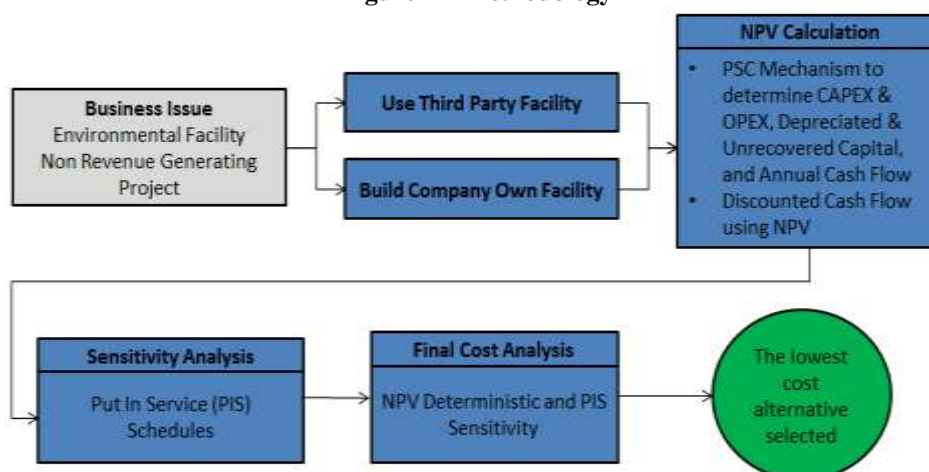 Business Issue
Environmental Facility
Non Revenue Generating
Project
Use Third Party Facility
Build Company Own Facility
NPV Calculation
• PSC Mechanism to
determine CAPEX &
OPEX, Depreciated &
Unrecovered Capital,
and Annual Cash Flow
• Discounted Cash Flow
using NPV
Sensitivity Analysis
Put In Service (PIS)
Schedules
Final Cost Analysis
NPV Deterministic and PIS
Sensitivity
The lowest
cost
alternative
selected